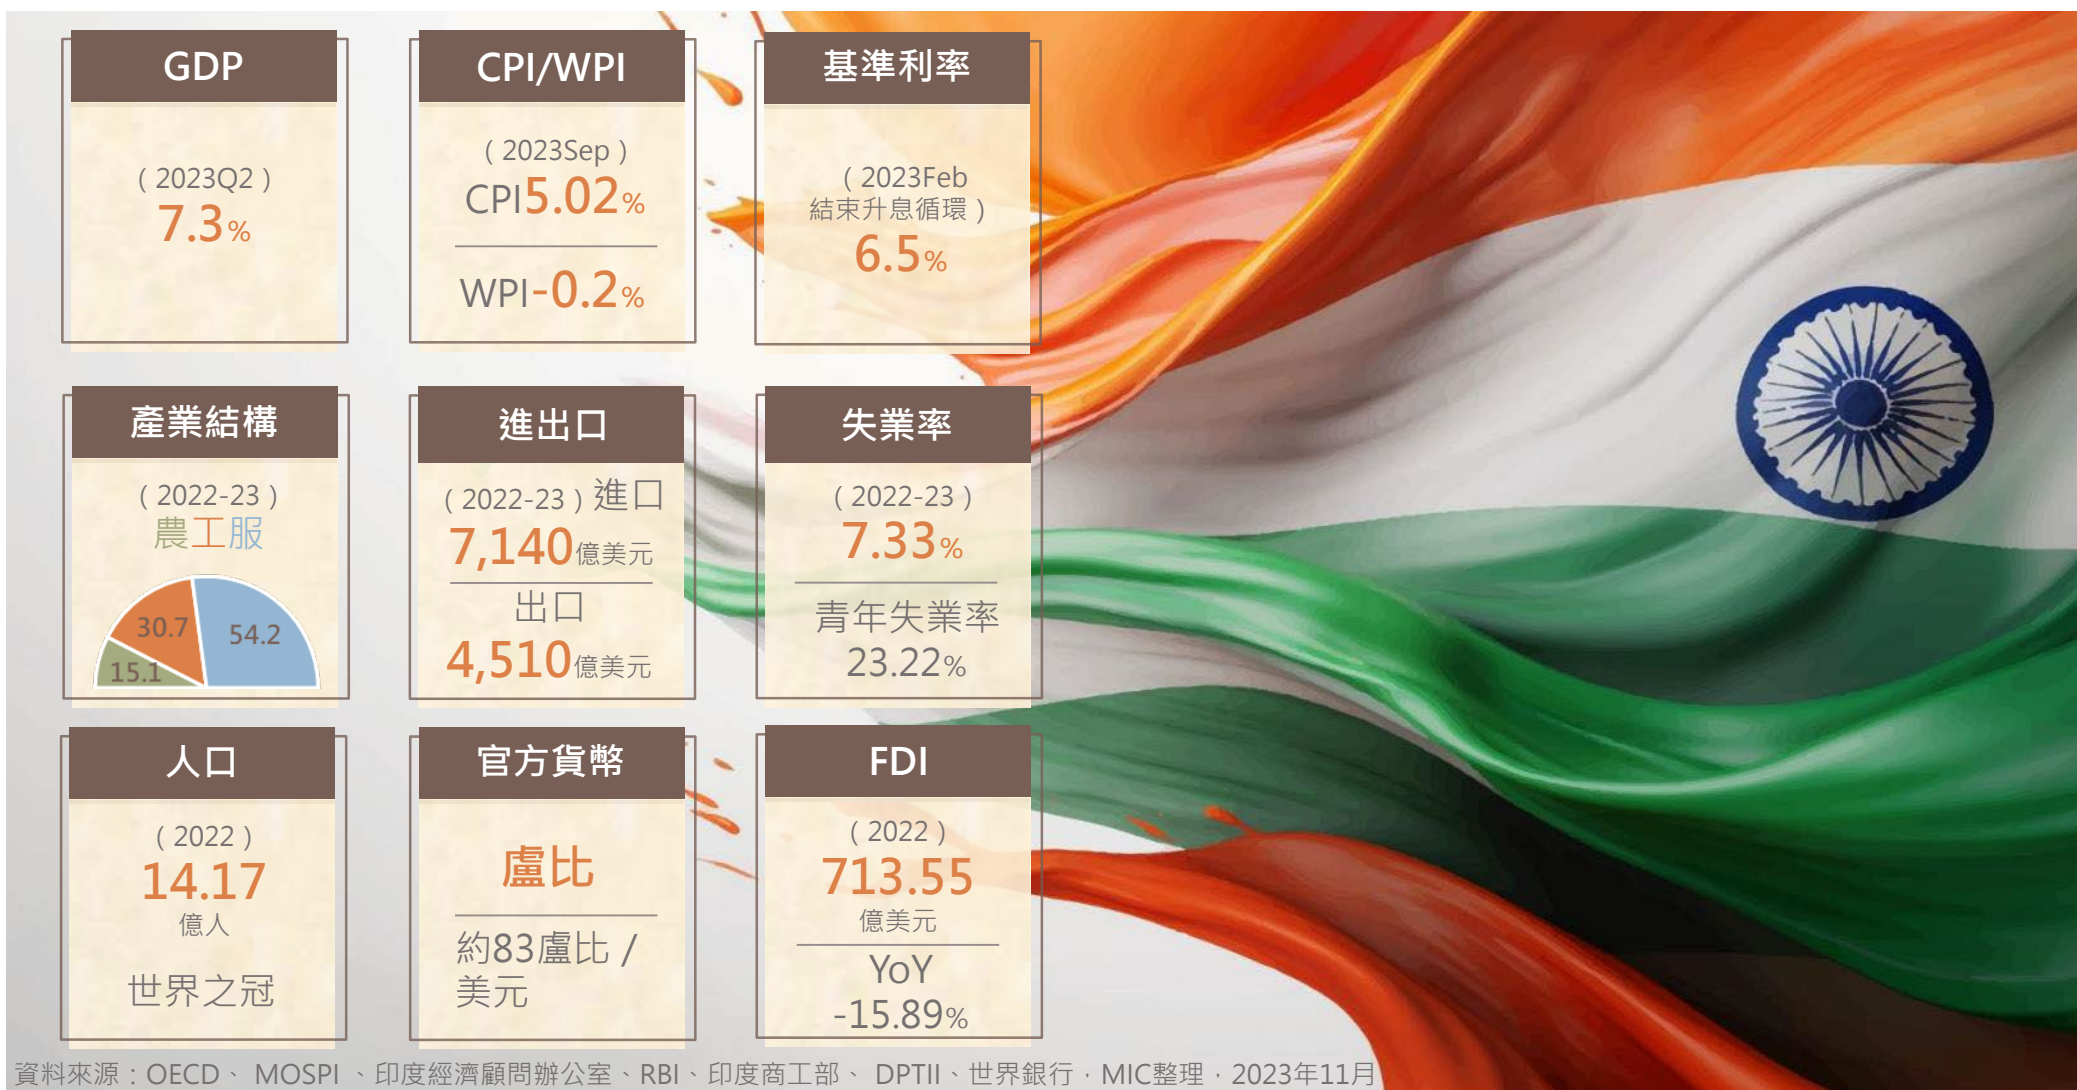 GDP
(2023Q2)
7.3%
CPI/WPI
(2023Sep)
CPI5.02%
WPI-0.2%
基準利率
(2023Feb
結束升息循環)
6.5%
產業結構
(2022-23)
農工服
15.1
30.7
54.2
進出口
(2022-23)進口
7,140億美元
出口
4,510億美元
失業率
(2022-23)
7.33%
青年失業率
23.22%
人口
(2022)
14.17
億人
世界之冠
官方貨幣
盧比
約83盧比 /
美元
FDI
(2022)
713.55
億美元
YoY
-15.89%
資料來源:OECD、 MOSPI 、印度經濟顧問辦公室、RBI、印度商工部、 DPTII、世界銀行,MIC整理,2023年11月